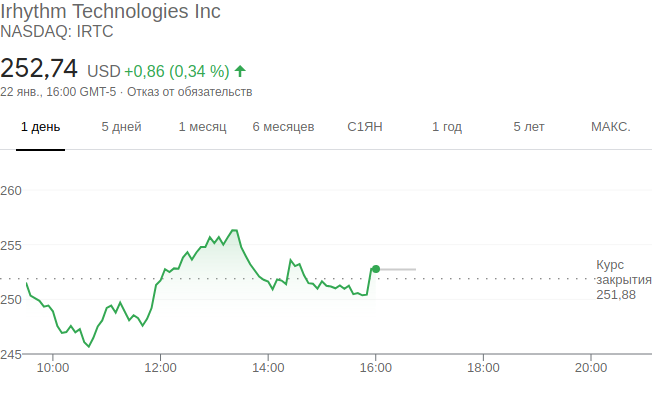 Irhythm Technologies Inc
NASDAQ: IRTC
252,74 USD +0,86 (0,34 %)
22 янв., 16:00 GMT-5 · Отказ от обязательств
1 день 5 дней 1 месяц 6 месяцев С1ЯН 1 год 5 лет МАКС.
260
255
Курс
закрытия
251,88
250
245
10:00 12:00 14:00 16:00 18:00 20:00